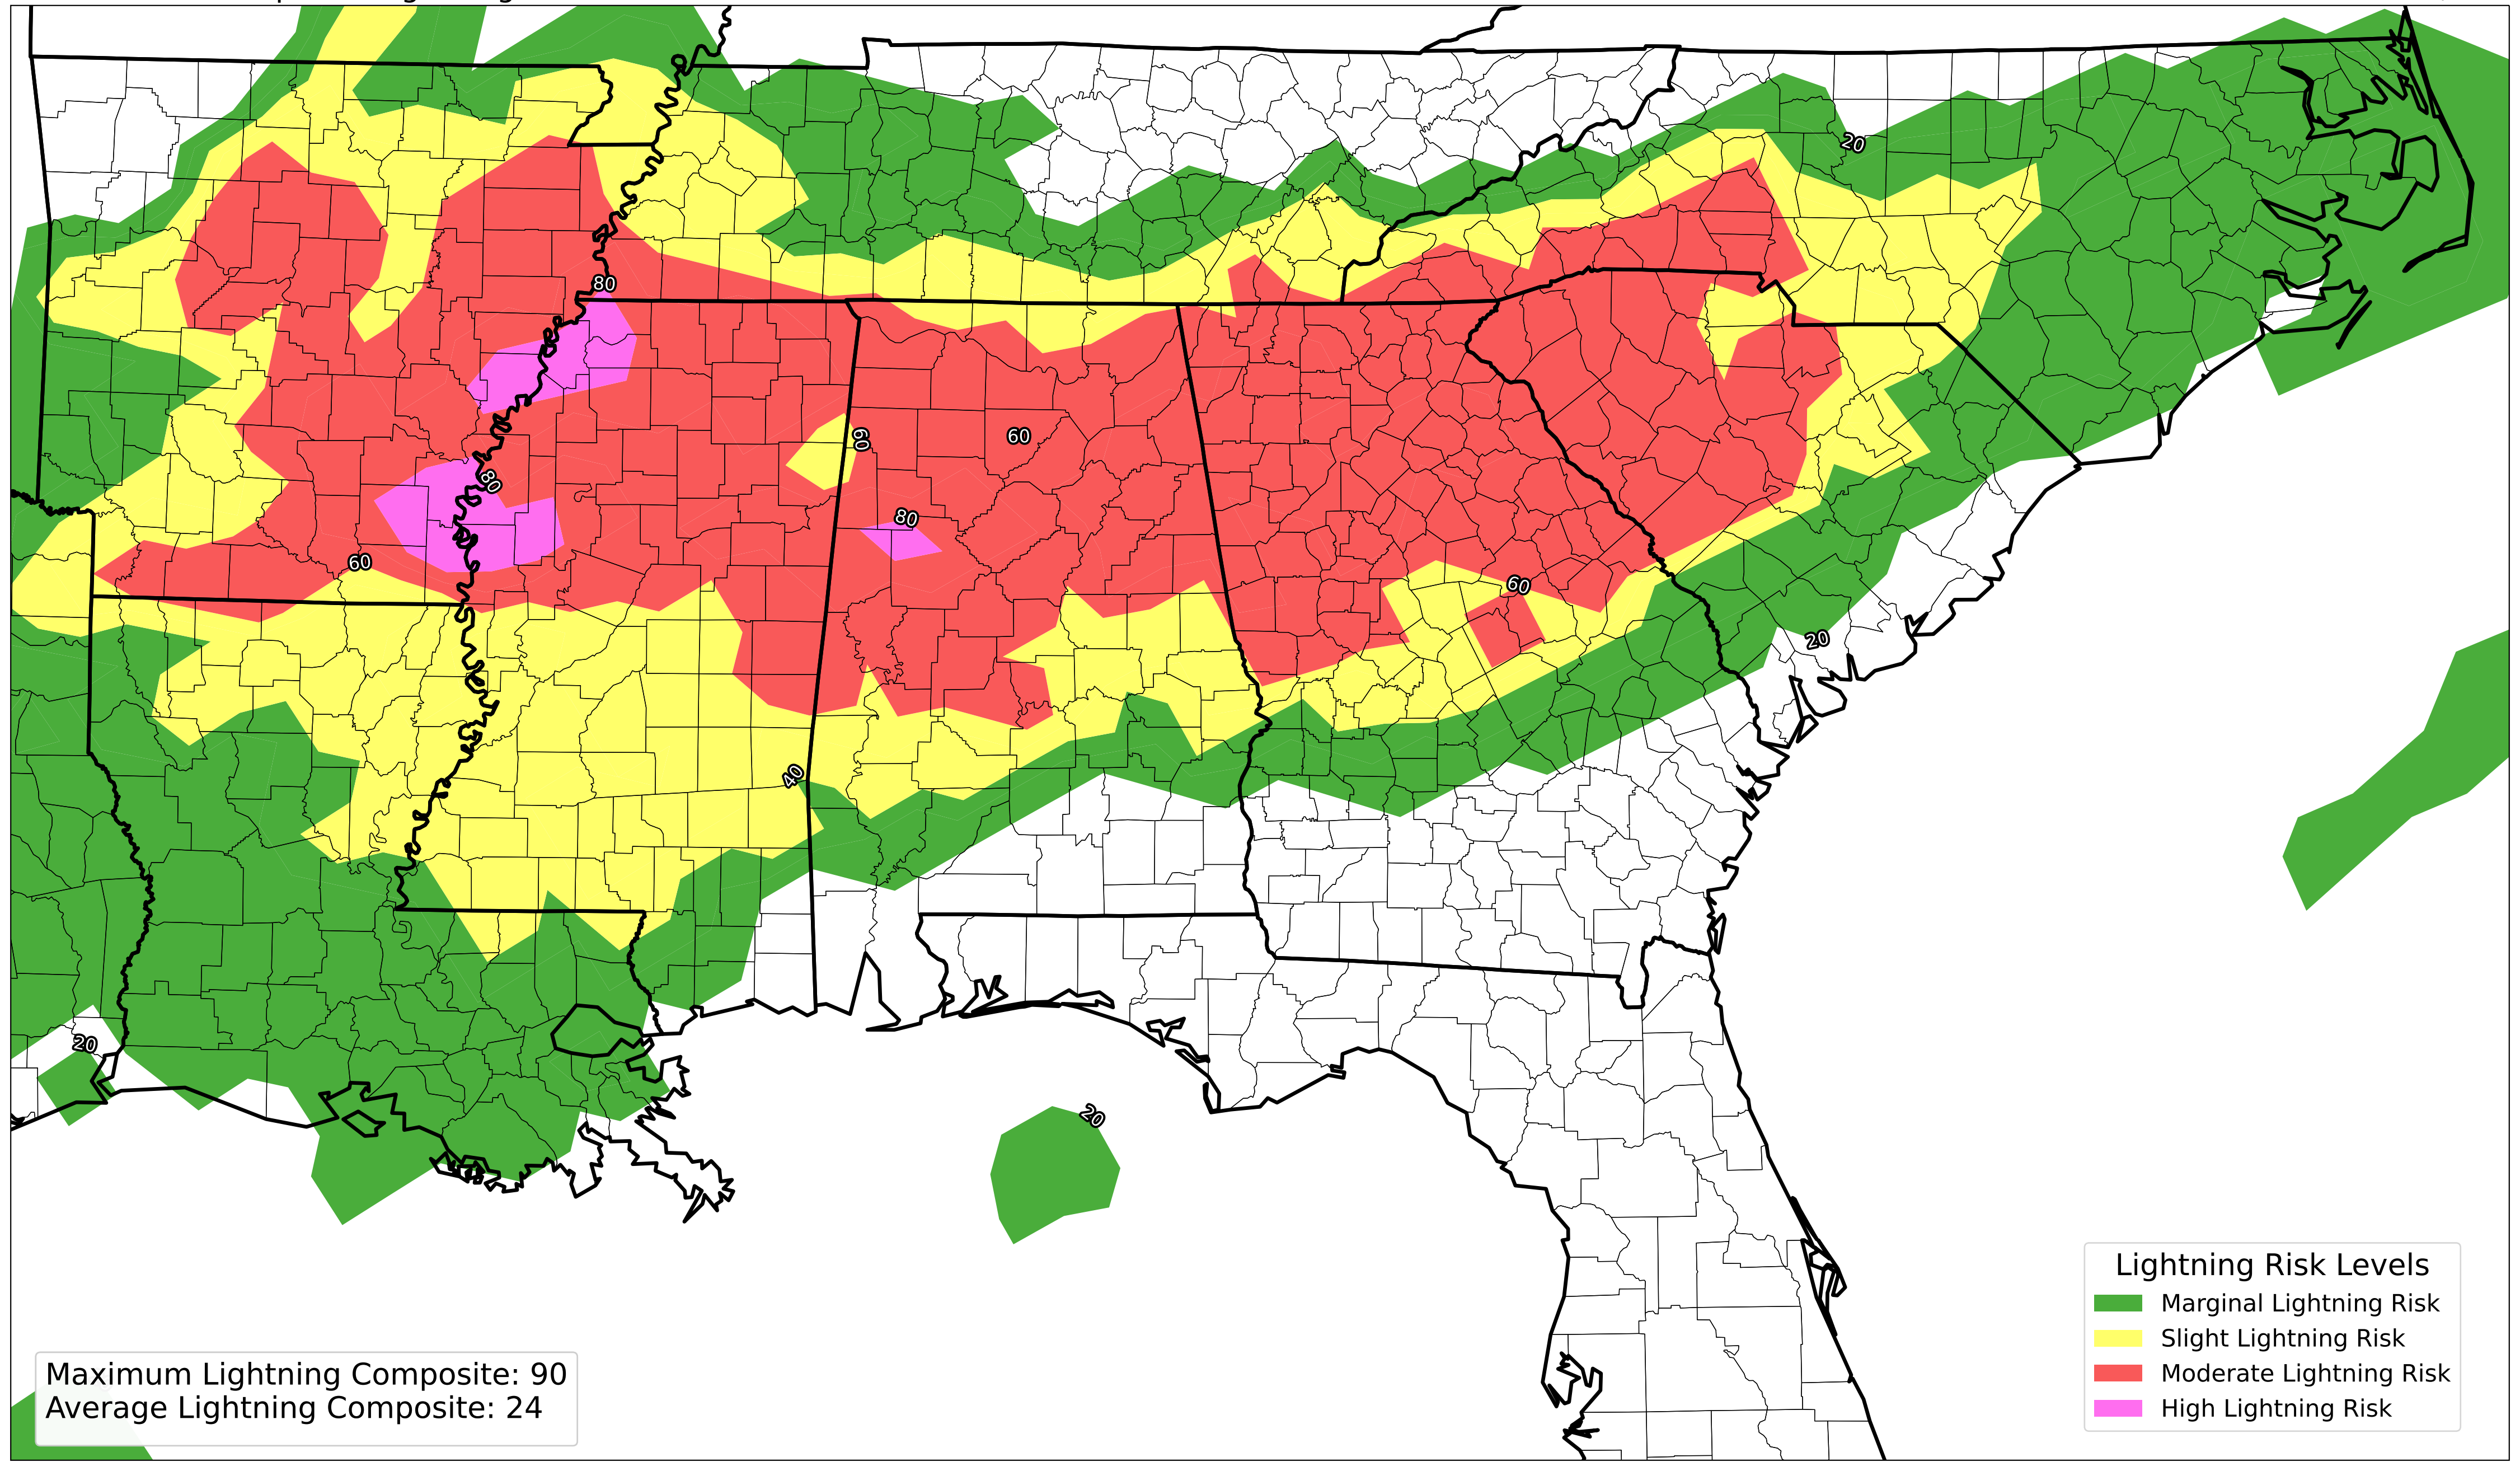 20
80
60
60
80
80
60
60
20
40
20
20
Lightning Risk Levels
Marginal Lightning Risk
Slight Lightning Risk
Moderate Lightning Risk
High Lightning Risk
Maximum Lightning Composite: 90
Average Lightning Composite: 24